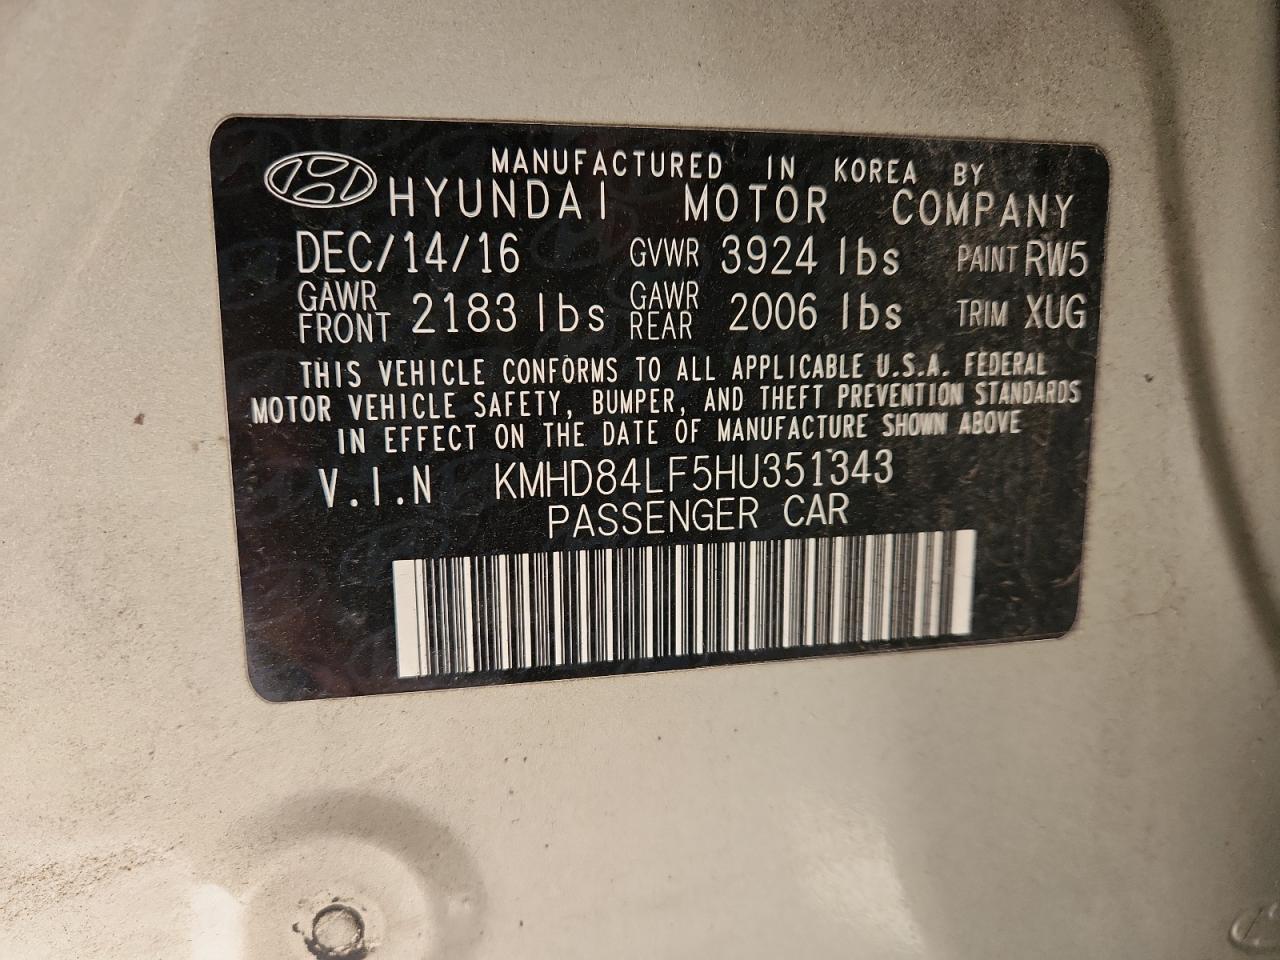 MANUFACTURED IN KOREA BY
HYUNDAI MOTOR COMPANY
DEC/14/16 GVWR 3924 lbs PAINT RW5
GAWR FRONT 2183 lbs GAWR REAR 2006 lbs TRIM XUG
THIS VEHICLE CONFORMS TO ALL APPLICABLE U.S.A. FEDERAL
MOTOR VEHICLE SAFETY, BUMPER, AND THEFT PREVENTION STANDARDS
IN EFFECT ON THE DATE OF MANUFACTURE SHOWN ABOVE
V.I.N KMHD84LF5HU351343
PASSENGER CAR